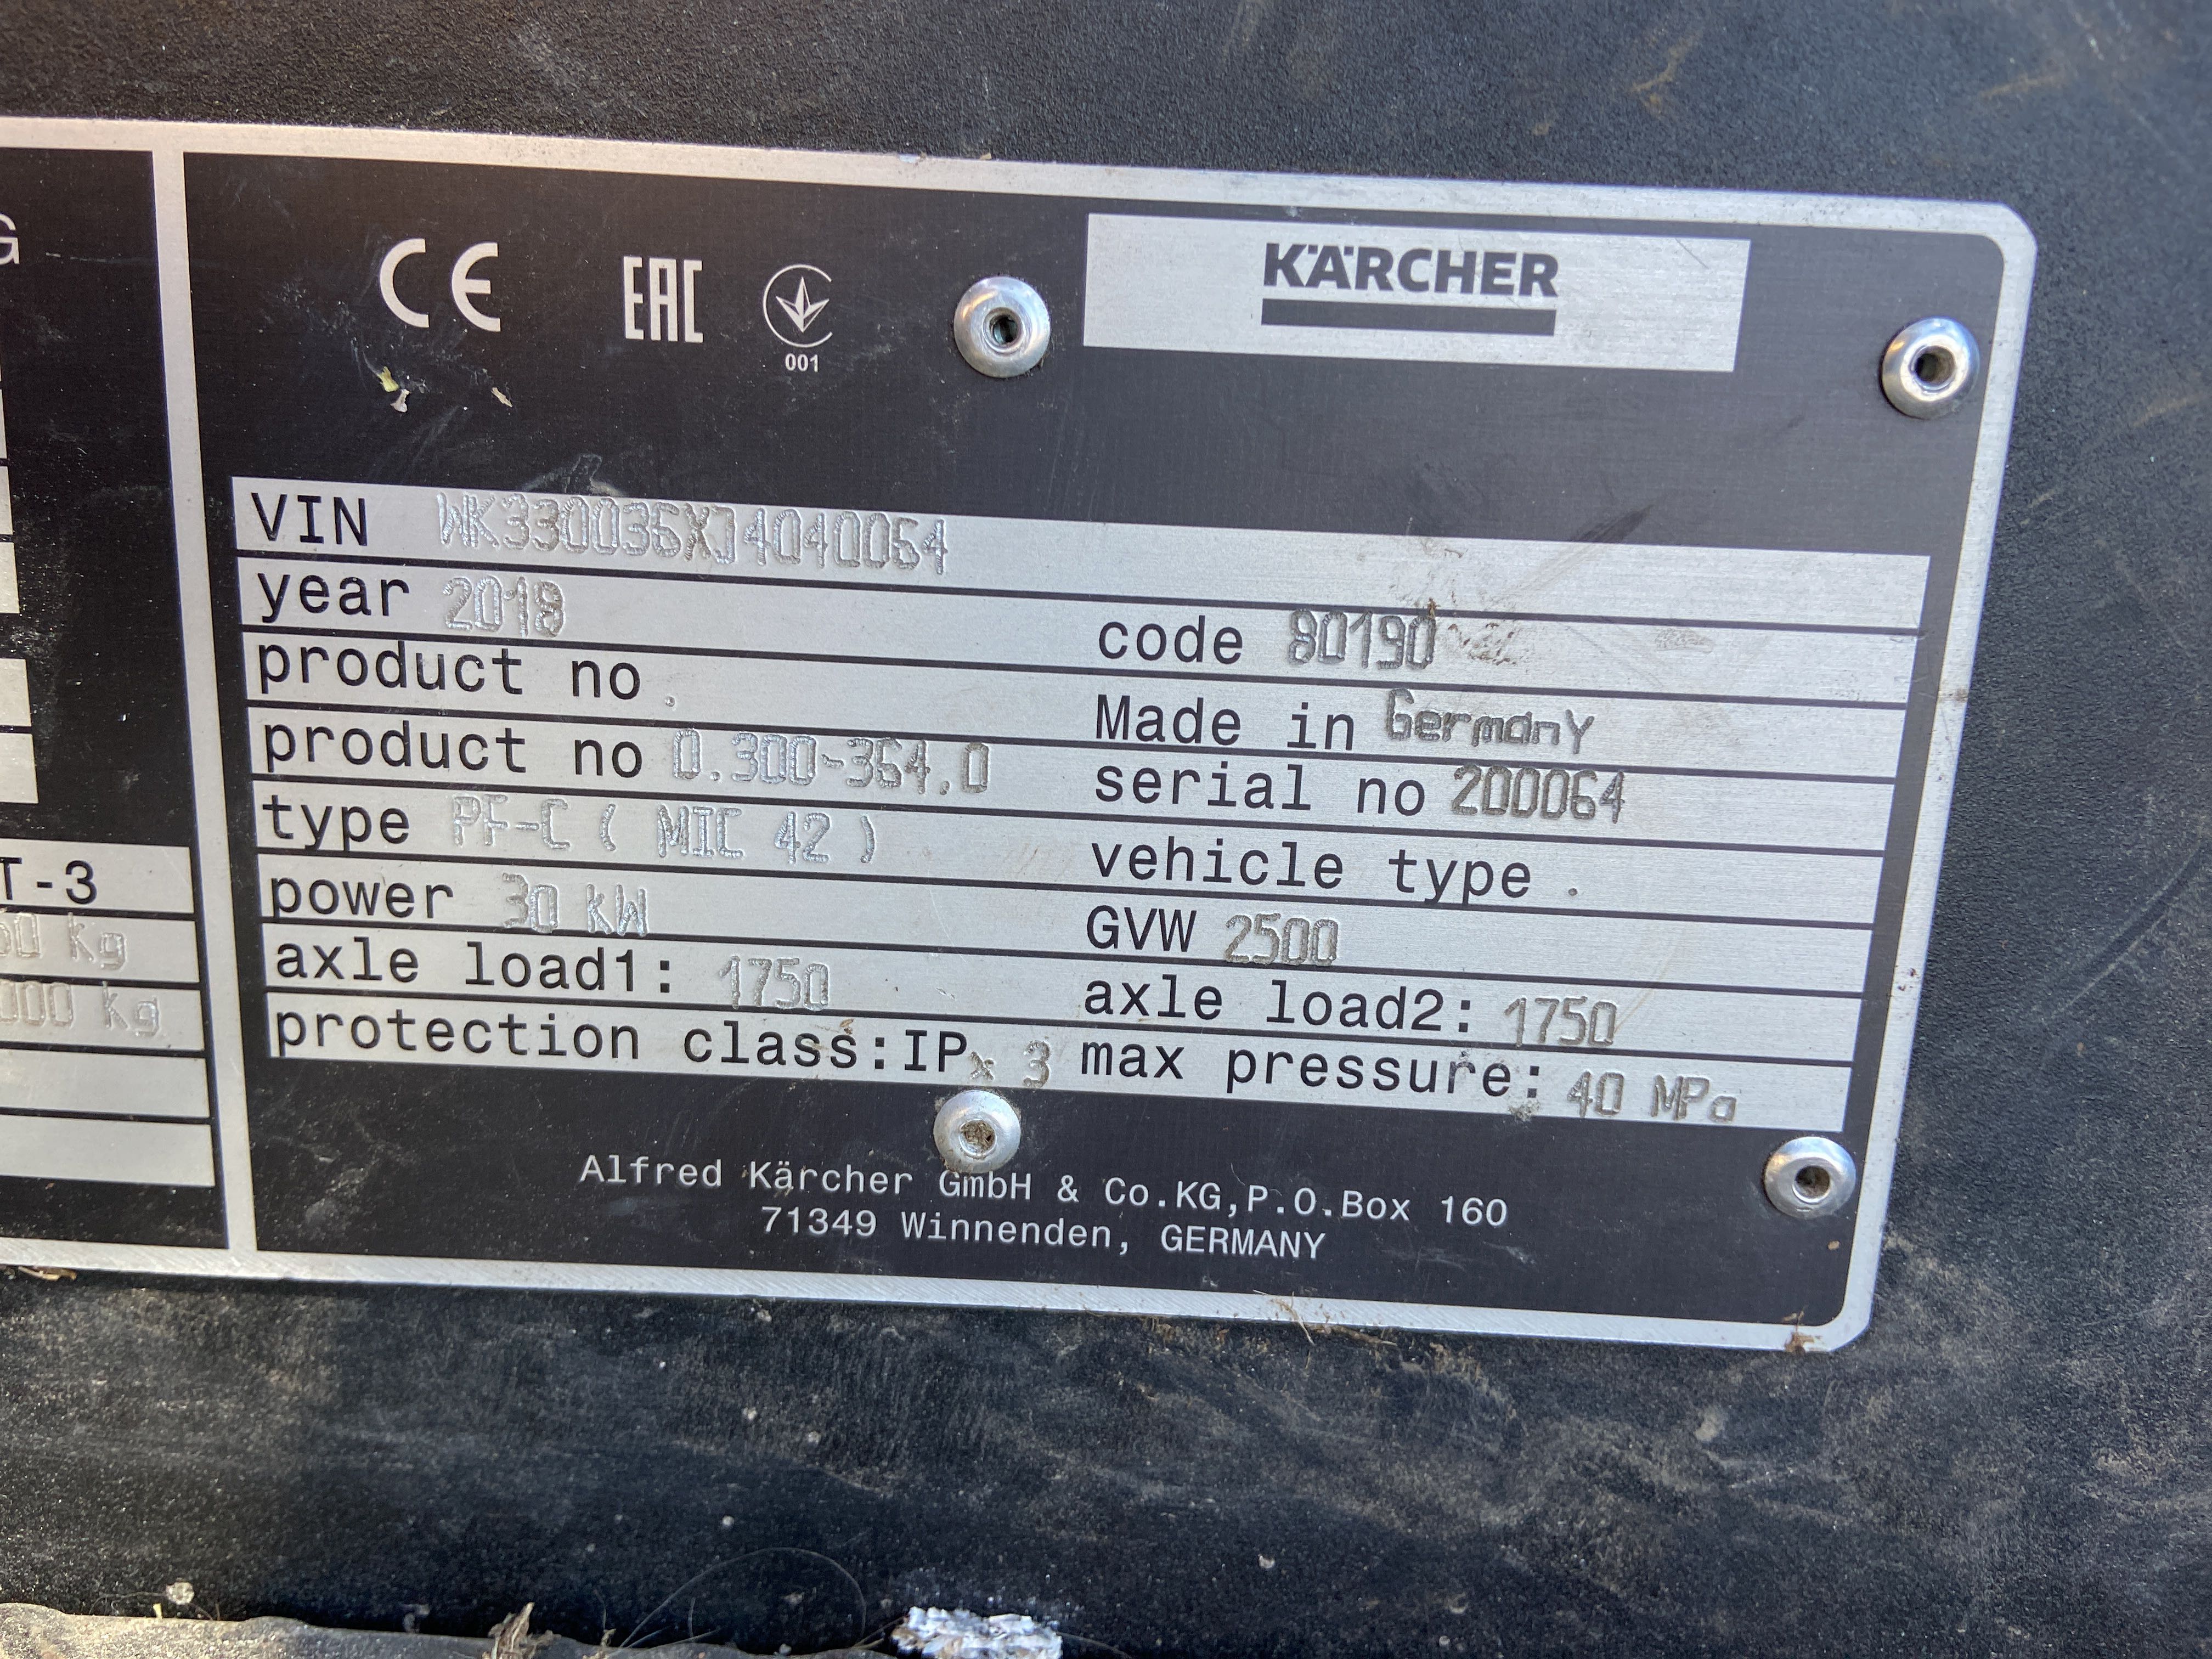 G
CE EAC 001 KÄRCHER
VIN WK330036XJ4040064
year 2018 code 80190
product no . Made in Germany
product no 0.300-364.0 serial no 200064
type PF-C ( MIC 42 ) vehicle type .
power 30 kW GVW 2500
axle load1: 1750 axle load2: 1750
protection class:IPx 3 max pressure: 40 MPa
Alfred Kärcher GmbH & Co.KG,P.O.Box 160
71349 Winnenden, GERMANY
T-3
kg
000 kg